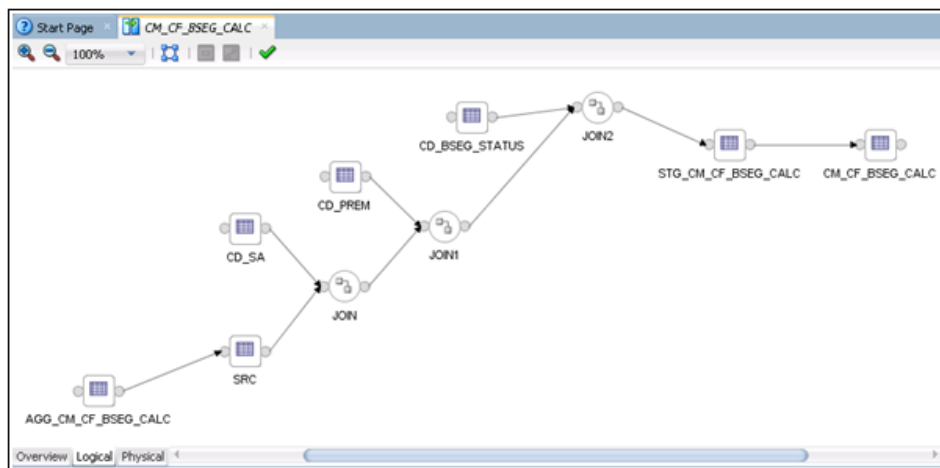 Start Page
CM_CF_BSEG_CALC
100%
CD_BSEG_STATUS
JOIN2
STG_CM_CF_BSEG_CALC
CM_CF_BSEG_CALC
CD_PREM
JOIN1
CD_SA
JOIN
SRC
AGG_CM_CF_BSEG_CALC
Overview Logical Physical